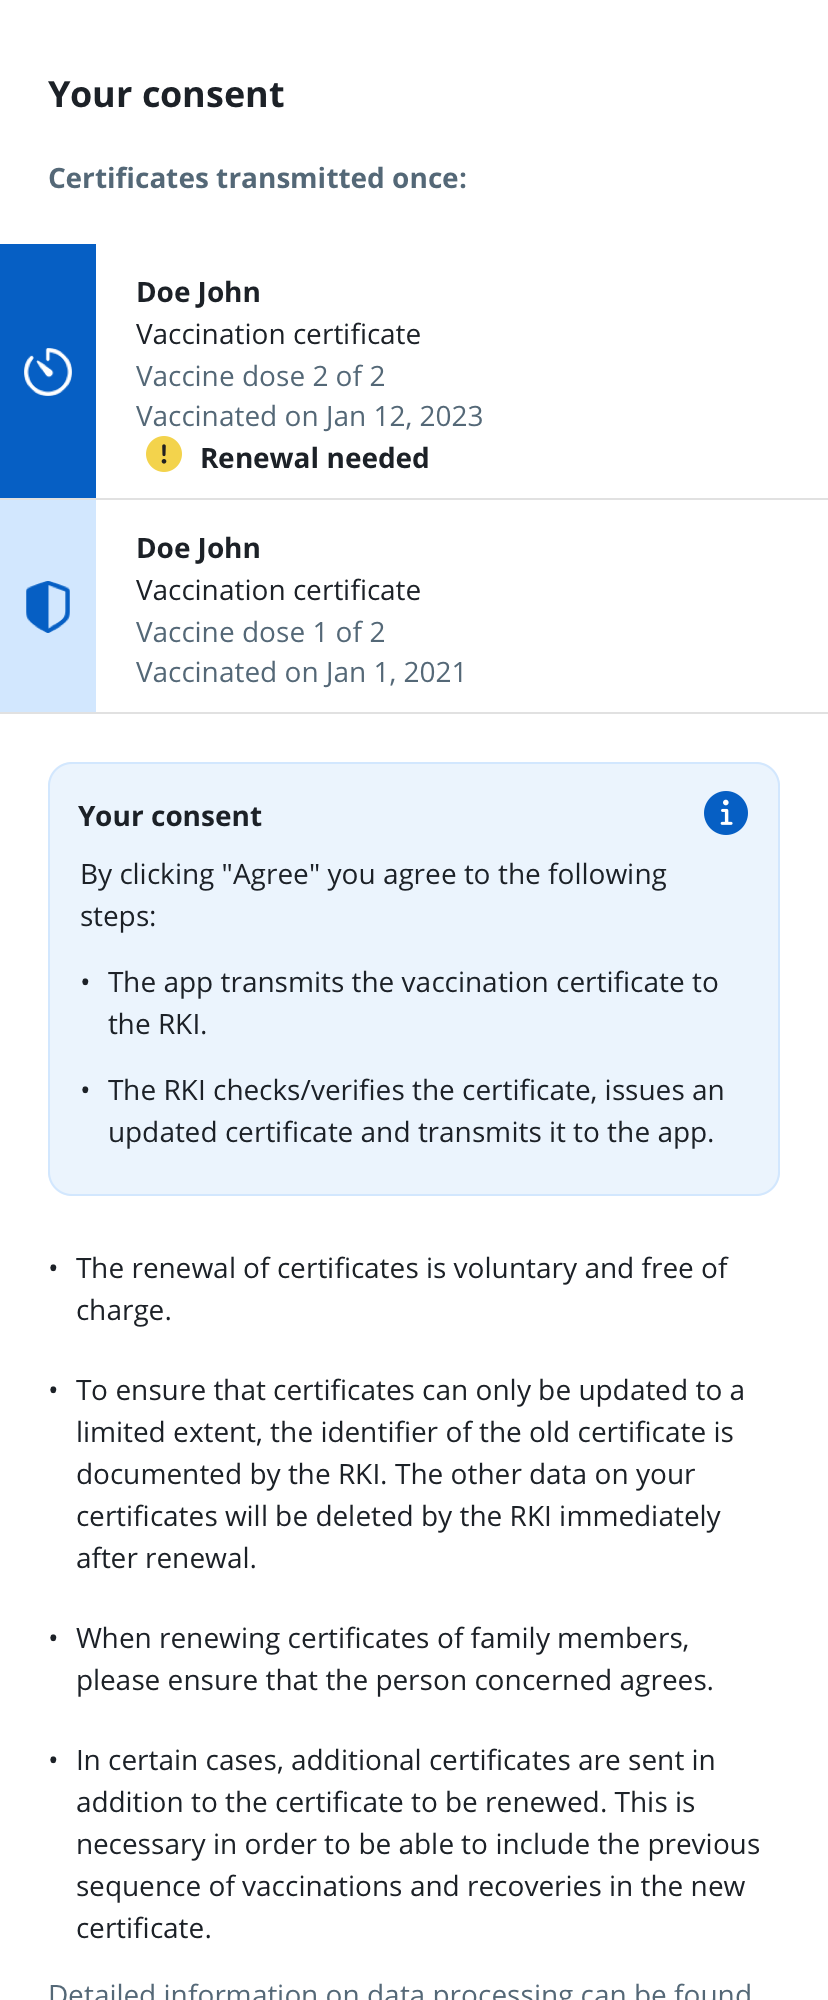 Your consent
Certificates transmitted once:
Doe John
Vaccination certificate
Vaccine dose 2 of 2
Vaccinated on Jan 12, 2023
! Renewal needed
Doe John
Vaccination certificate
Vaccine dose 1 of 2
Vaccinated on Jan 1, 2021
Your consent
By clicking "Agree" you agree to the following
steps:
• The app transmits the vaccination certificate to
the RKI.
• The RKI checks/verifies the certificate, issues an
updated certificate and transmits it to the app.
• The renewal of certificates is voluntary and free of
charge.
• To ensure that certificates can only be updated to a
limited extent, the identifier of the old certificate is
documented by the RKI. The other data on your
certificates will be deleted by the RKI immediately
after renewal.
• When renewing certificates of family members,
please ensure that the person concerned agrees.
• In certain cases, additional certificates are sent in
addition to the certificate to be renewed. This is
necessary in order to be able to include the previous
sequence of vaccinations and recoveries in the new
certificate.
Detailed information on data processing can be found